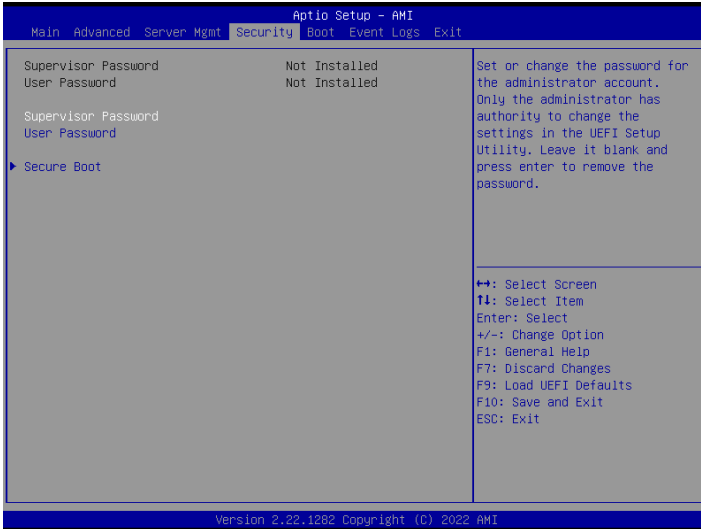 Aptio Setup - AMI
Main Advanced Server Mgmt Security Boot Event Logs Exit
Supervisor Password Not Installed
User Password Not Installed
Supervisor Password
User Password
Secure Boot
Set or change the password for
the administrator account.
Only the administrator has
authority to change the
settings in the UEFI Setup
Utility. Leave it blank and
press enter to remove the
password.
↔: Select Screen
↑↓: Select Item
Enter: Select
+/-: Change Option
F1: General Help
F7: Discard Changes
F9: Load UEFI Defaults
F10: Save and Exit
ESC: Exit
Version 2.22.1282 Copyright (C) 2022 AMI